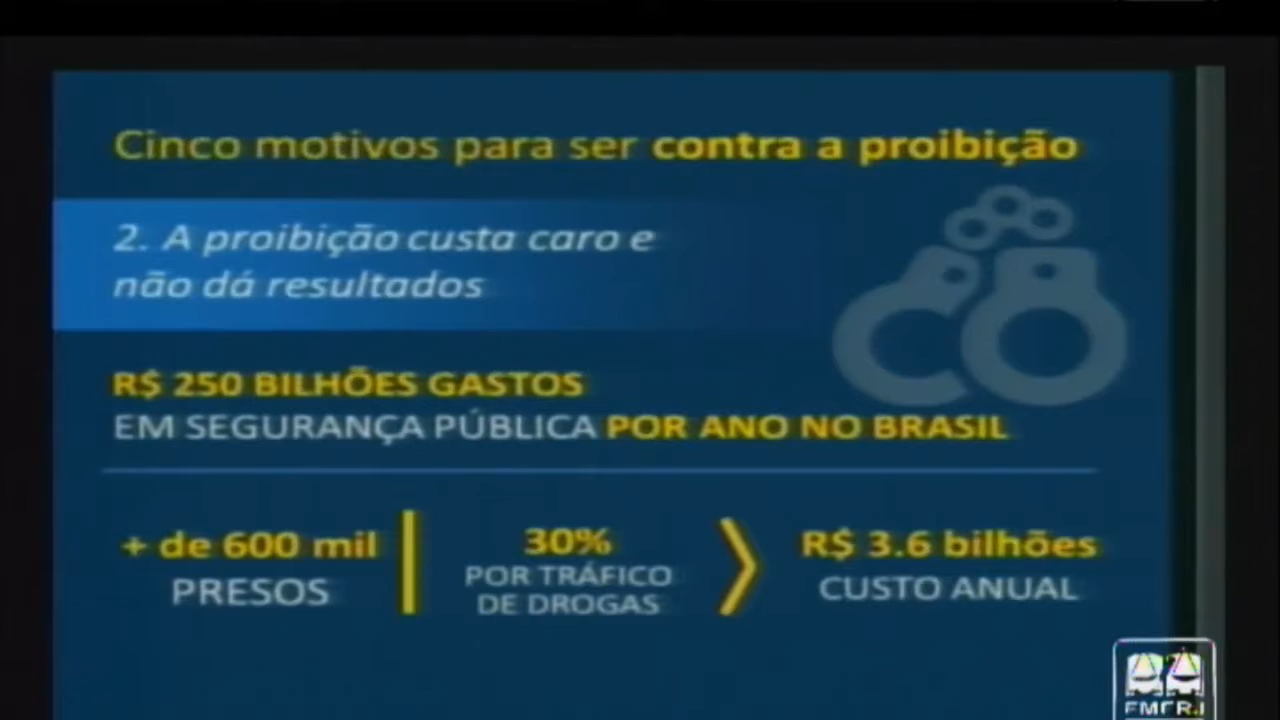 Cinco motivos para ser contra a proibição
2. A proibição custa caro e
não dá resultados
R$ 250 BILHÕES GASTOS
EM SEGURANÇA PÚBLICA POR ANO NO BRASIL
+ de 600 mil
PRESOS
30%
POR TRÁFICO
DE DROGAS
R$ 3.6 bilhões
CUSTO ANUAL
EMERJ